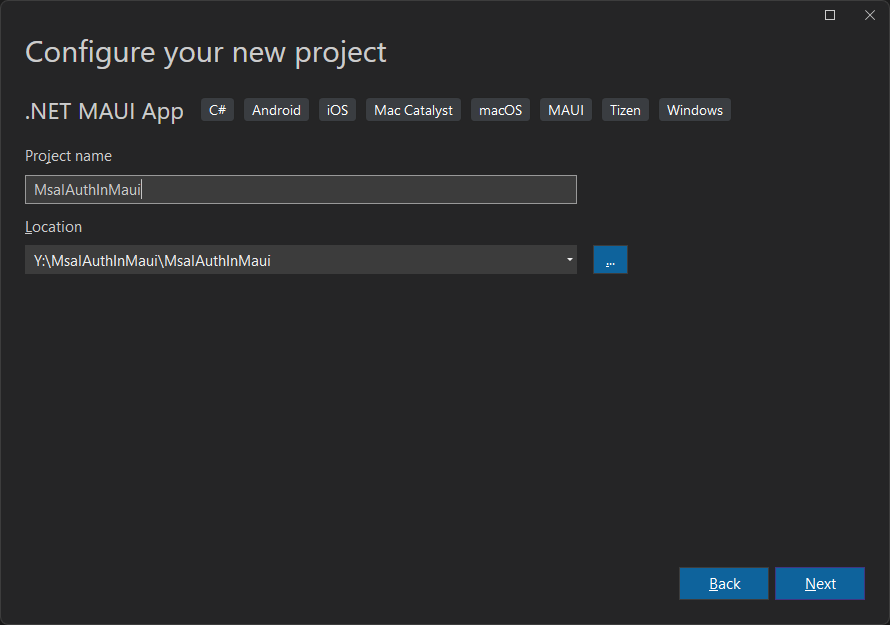 Configure your new project
.NET MAUI App C# Android iOS Mac Catalyst macOS MAUI Tizen Windows
Project name
MsalAuthInMaui
Location
Y:\MsalAuthInMaui\MsalAuthInMaui
...
Back Next